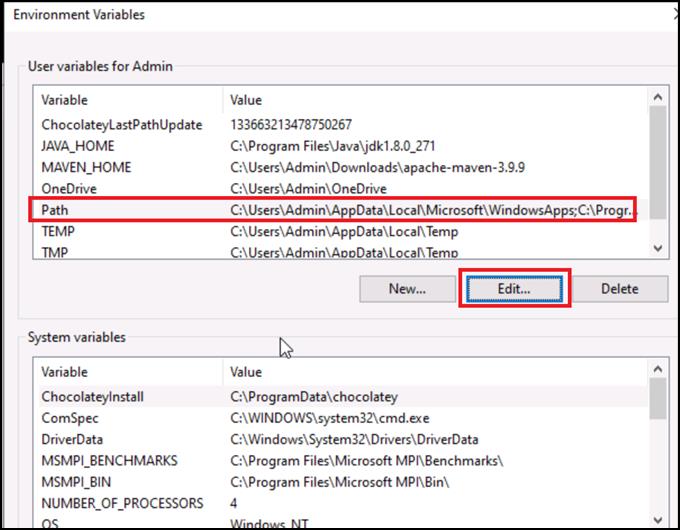 Environment Variables
User variables for Admin
Variable Value
ChocolateyLastPathUpdate 133663213478750267
JAVA_HOME C:\Program Files\Java\jdk1.8.0_271
MAVEN_HOME C:\Users\Admin\Downloads\apache-maven-3.9.9
OneDrive C:\Users\Admin\OneDrive
Path C:\Users\Admin\AppData\Local\Microsoft\WindowsApps;C:\Progr...
TEMP C:\Users\Admin\AppData\Local\Temp
TMP C:\Users\Admin\AppData\Local\Temp
New... Edit... Delete
System variables
Variable Value
ChocolateyInstall C:\ProgramData\chocolatey
ComSpec C:\WINDOWS\system32\cmd.exe
DriverData C:\Windows\System32\Drivers\DriverData
MSMPI_BENCHMARKS C:\Program Files\Microsoft MPI\Benchmarks\
MSMPI_BIN C:\Program Files\Microsoft MPI\Bin\
NUMBER_OF_PROCESSORS 4
OS Windows_NT